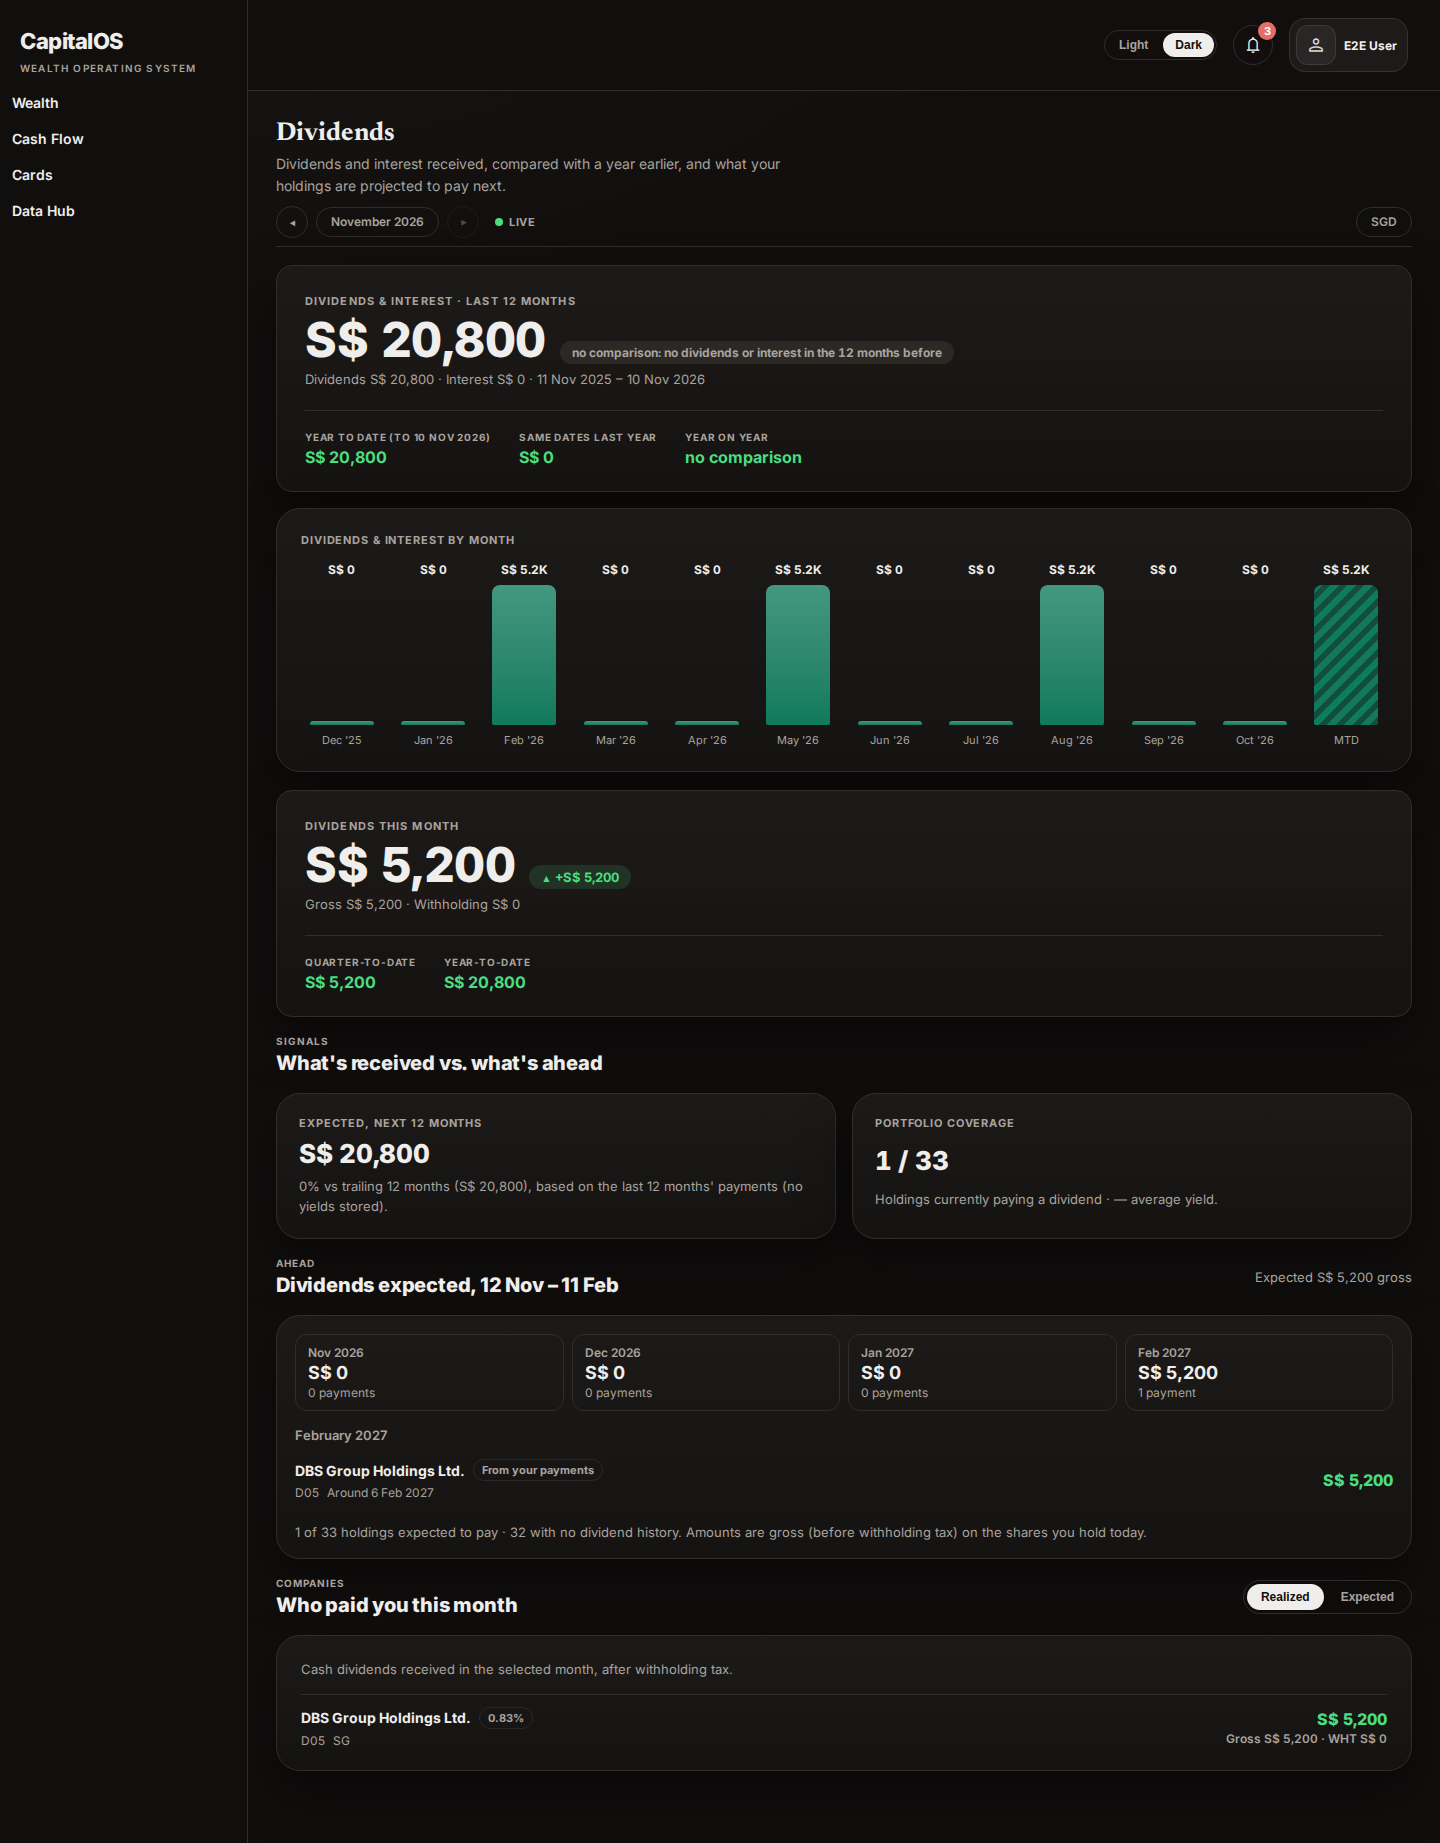 CapitalOS
WEALTH OPERATING SYSTEM
Wealth
Cash Flow
Cards
Data Hub
Light
Dark
3
E2E User
Dividends
Dividends and interest received, compared with a year earlier, and what your
holdings are projected to pay next.
November 2026
LIVE
SGD
DIVIDENDS & INTEREST · LAST 12 MONTHS
S$ 20,800
no comparison: no dividends or interest in the 12 months before
Dividends S$ 20,800 · Interest S$ 0 · 11 Nov 2025 – 10 Nov 2026
YEAR TO DATE (TO 10 NOV 2026)
S$ 20,800
SAME DATES LAST YEAR
S$ 0
YEAR ON YEAR
no comparison
DIVIDENDS & INTEREST BY MONTH
S$ 0
S$ 0
S$ 5.2K
S$ 0
S$ 0
S$ 5.2K
S$ 0
S$ 0
S$ 5.2K
S$ 0
S$ 0
S$ 5.2K
Dec '25
Jan '26
Feb '26
Mar '26
Apr '26
May '26
Jun '26
Jul '26
Aug '26
Sep '26
Oct '26
MTD
DIVIDENDS THIS MONTH
S$ 5,200
▲ +S$ 5,200
Gross S$ 5,200 · Withholding S$ 0
QUARTER-TO-DATE
S$ 5,200
YEAR-TO-DATE
S$ 20,800
SIGNALS
What's received vs. what's ahead
EXPECTED, NEXT 12 MONTHS
S$ 20,800
0% vs trailing 12 months (S$ 20,800), based on the last 12 months' payments (no
yields stored).
PORTFOLIO COVERAGE
1 / 33
Holdings currently paying a dividend · — average yield.
AHEAD
Dividends expected, 12 Nov – 11 Feb
Expected S$ 5,200 gross
Nov 2026
S$ 0
0 payments
Dec 2026
S$ 0
0 payments
Jan 2027
S$ 0
0 payments
Feb 2027
S$ 5,200
1 payment
February 2027
DBS Group Holdings Ltd.
From your payments
D05 Around 6 Feb 2027
S$ 5,200
1 of 33 holdings expected to pay · 32 with no dividend history. Amounts are gross (before withholding tax) on the shares you hold today.
COMPANIES
Who paid you this month
Realized
Expected
Cash dividends received in the selected month, after withholding tax.
DBS Group Holdings Ltd.
0.83%
D05 SG
S$ 5,200
Gross S$ 5,200 · WHT S$ 0